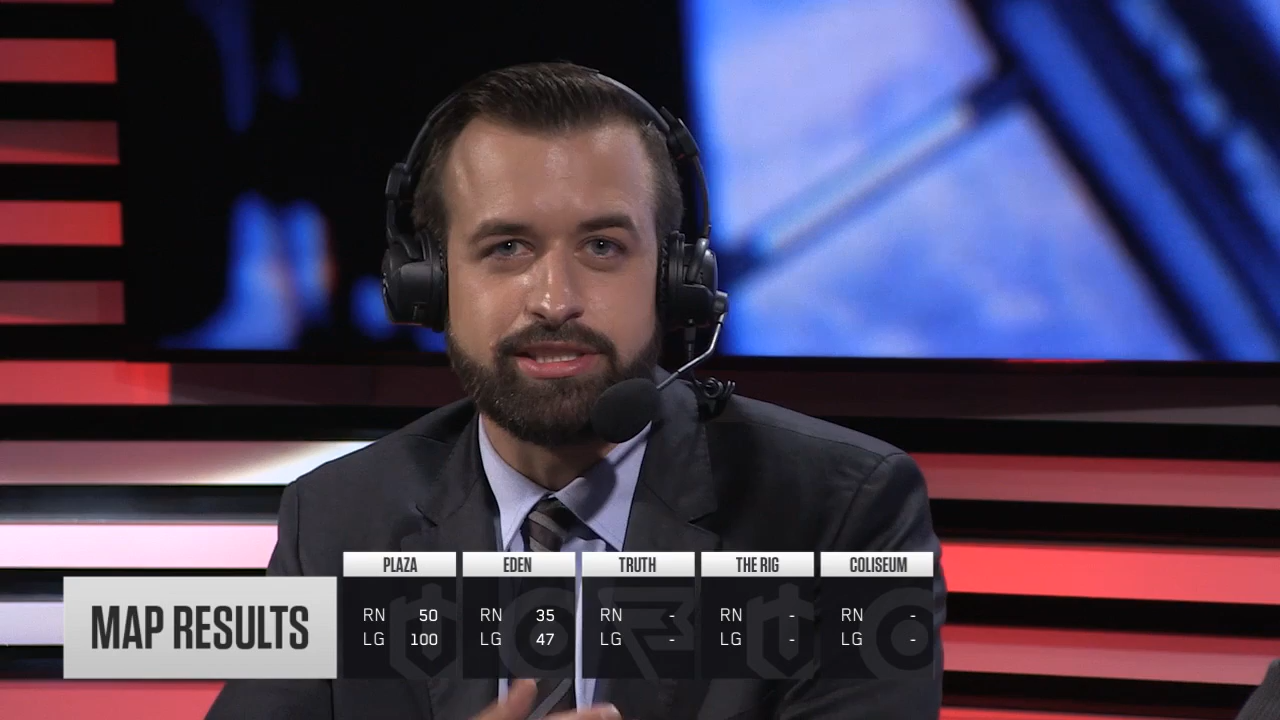 PLAZA EDEN TRUTH THE RIG COLISEUM
MAP RESULTS
RN 50 RN 35 RN - RN - RN -
LG 100 LG 47 LG - LG - LG -